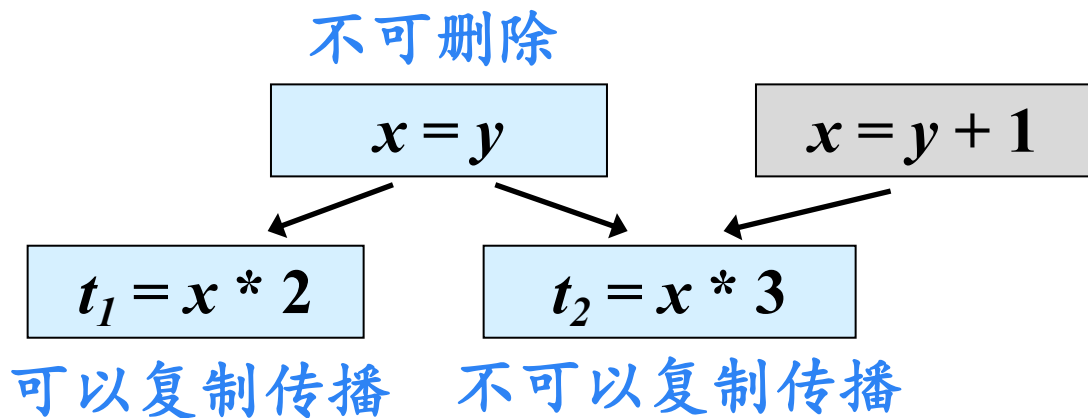 不可删除
x = y
x = y + 1
t₁ = x * 2
t₂ = x * 3
可以复制传播
不可以复制传播